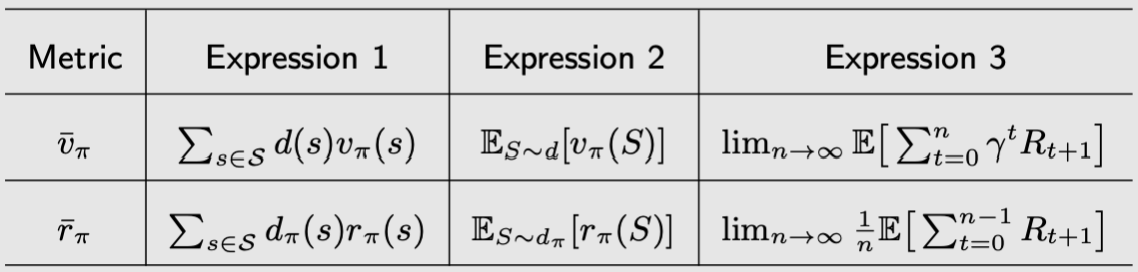 Metric Expression 1 Expression 2 Expression 3
v̄_π ∑_{s∈𝒮} d(s)v_π(s) 𝔼_{S∼d}[v_π(S)] lim_{n→∞} 𝔼[∑_{t=0}^{n} γ^t R_{t+1}]
r̄_π ∑_{s∈𝒮} d_π(s)r_π(s) 𝔼_{S∼d_π}[r_π(S)] lim_{n→∞} \frac{1}{n}𝔼[∑_{t=0}^{n−1} R_{t+1}]